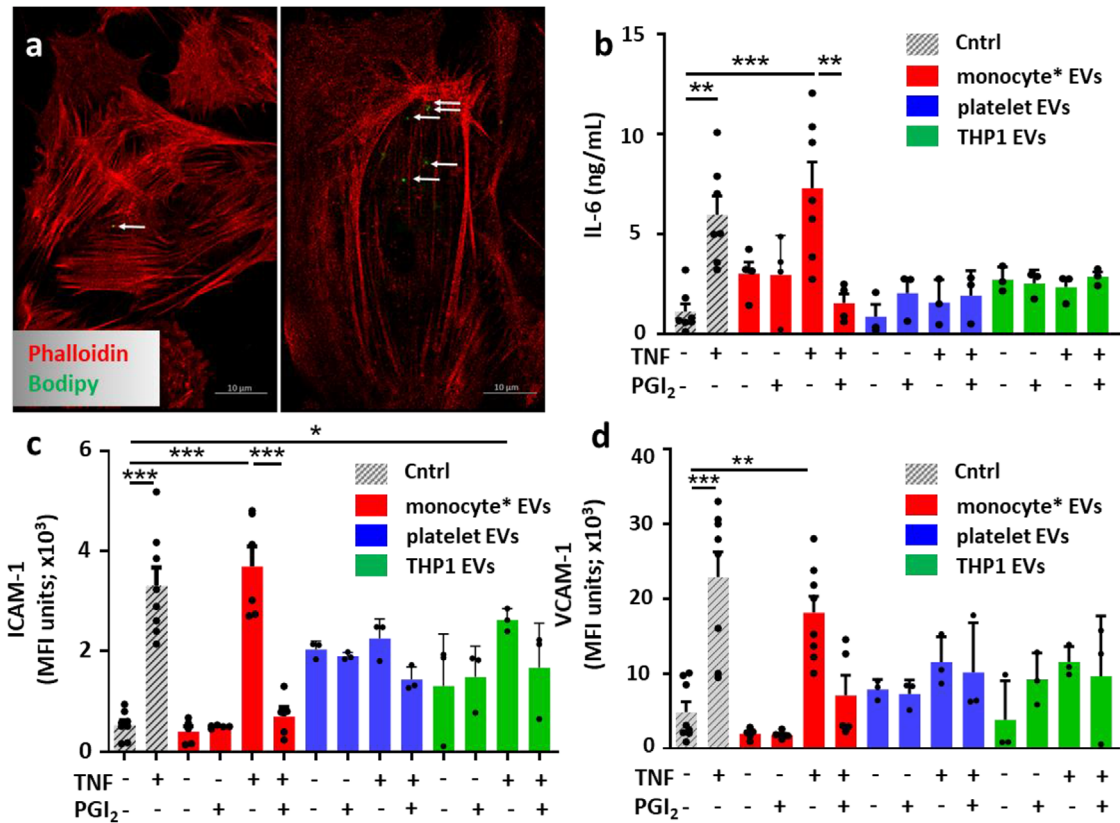 a
Phalloidin
Bodipy
10 µm
10 µm
b
15
10
5
0
IL-6 (ng/mL)
***
**
**
Cntrl
monocyte* EVs
platelet EVs
THP1 EVs
TNF - + - - + + - - + + - - + +
PGI2 - - - + - + - + - + - + - +
c
6
4
2
0
ICAM-1
(MFI units; x10³)
*
***
***
***
Cntrl
monocyte* EVs
platelet EVs
THP1 EVs
TNF - + - - + + - - + + - - + +
PGI2 - - - + - + - + - + - + - +
d
40
30
20
10
0
VCAM-1
(MFI units; x10³)
**
***
Cntrl
monocyte* EVs
platelet EVs
THP1 EVs
TNF - + - - + + - - + + - - + +
PGI2 - - - + - + - + - + - + - +